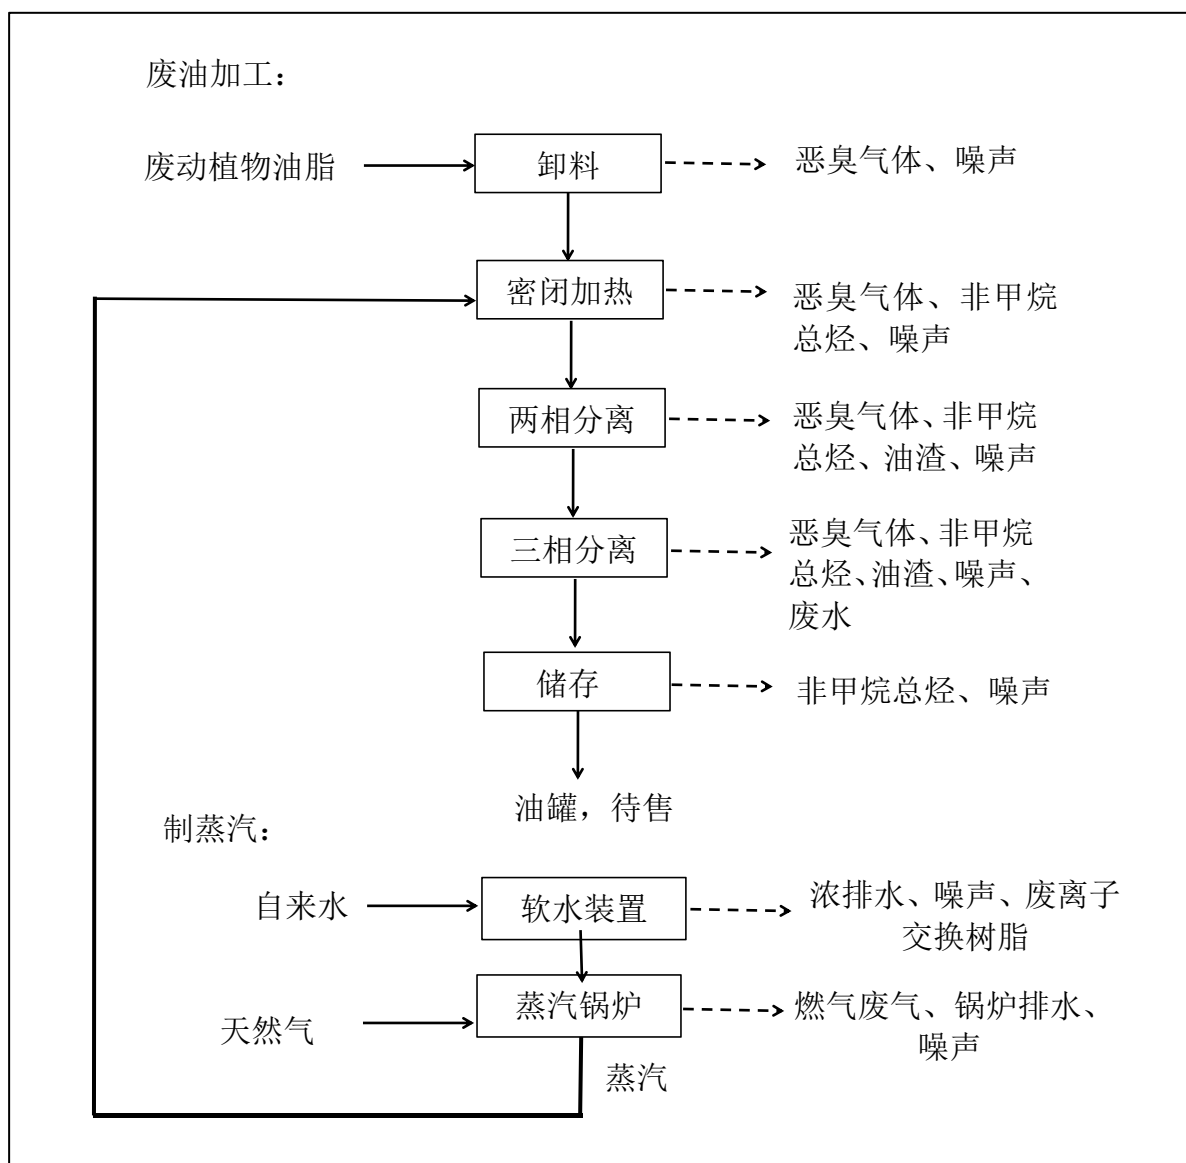 废油加工：
废动植物油脂
卸料
恶臭气体、噪声
密闭加热
恶臭气体、非甲烷
总烃、噪声
两相分离
恶臭气体、非甲烷
总烃、油渣、噪声
三相分离
恶臭气体、非甲烷
总烃、油渣、噪声、
废水
储存
非甲烷总烃、噪声
油罐，待售
制蒸汽：
自来水
软水装置
浓排水、噪声、废离子
交换树脂
天然气
蒸汽锅炉
燃气废气、锅炉排水、
噪声
蒸汽